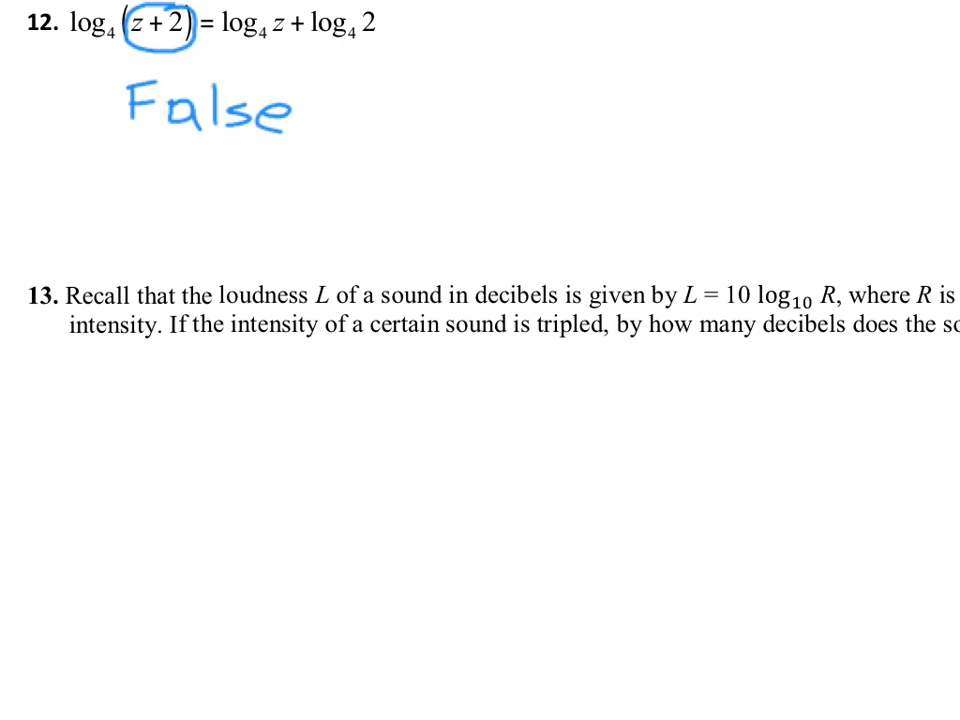 12. log₄ (z + 2) = log₄ z + log₄ 2
False
13. Recall that the loudness L of a sound in decibels is given by L = 10 log₁₀ R, where R is
intensity. If the intensity of a certain sound is tripled, by how many decibels does the